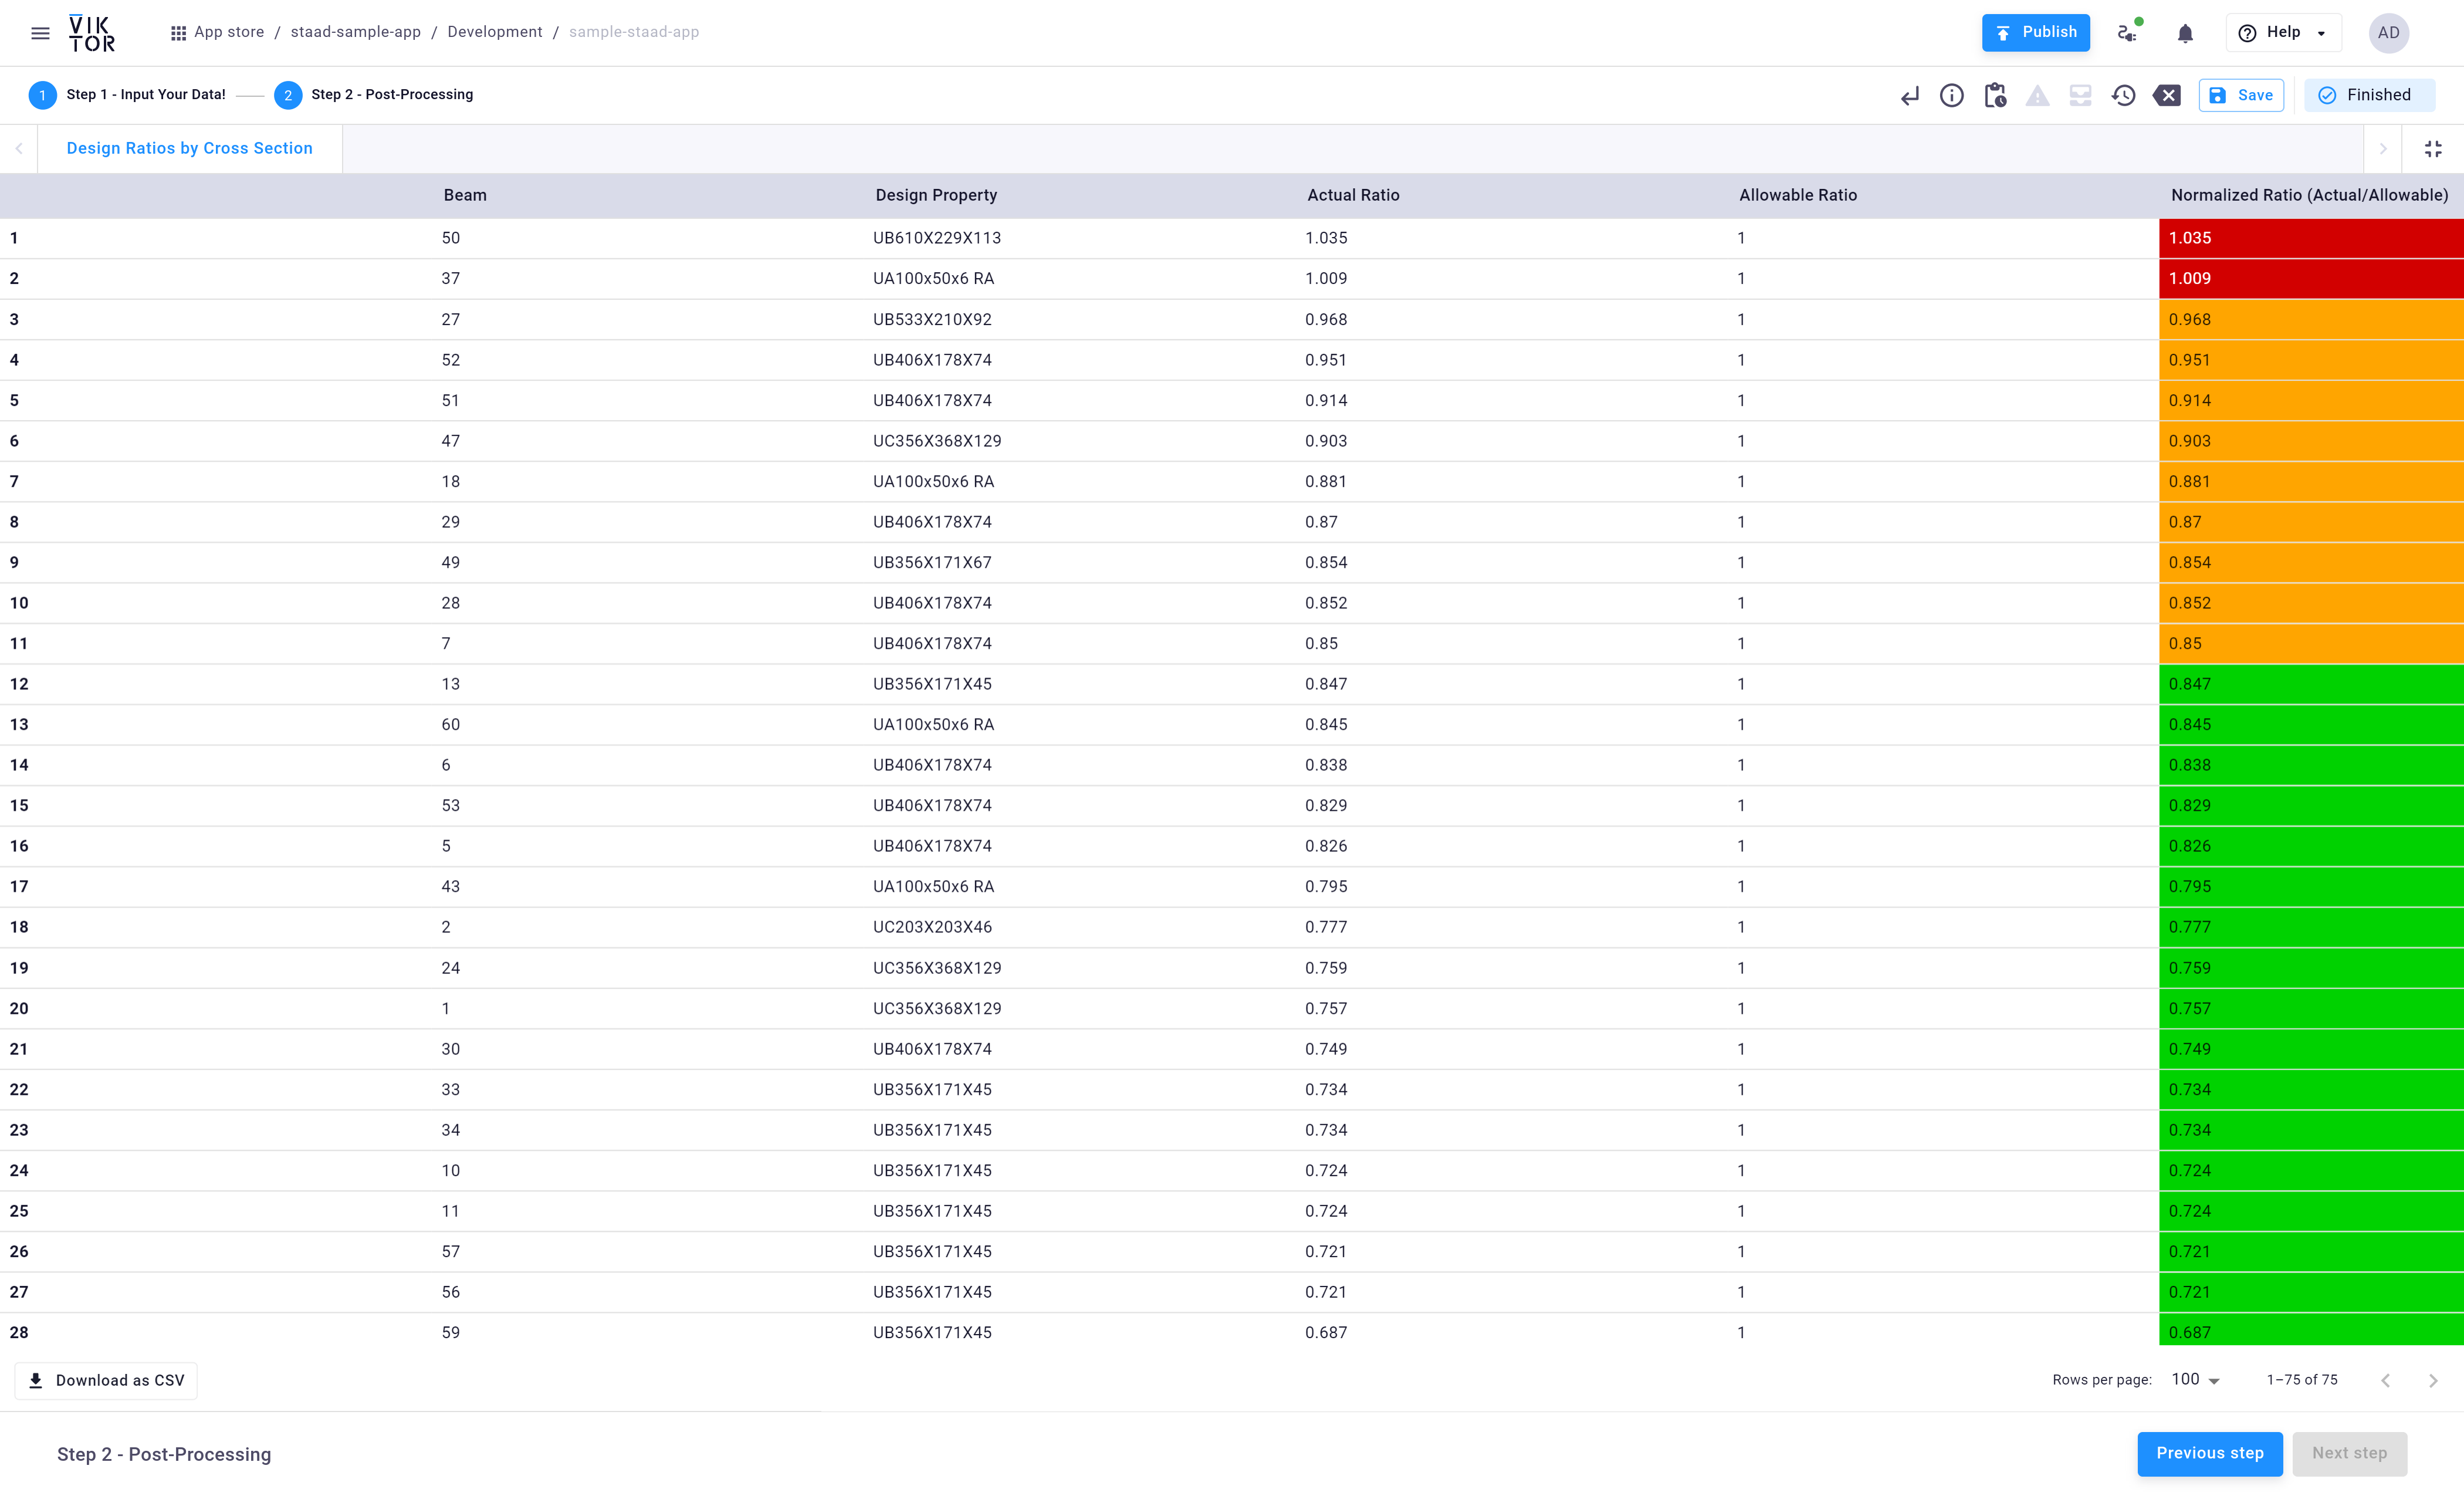 VIKTOR App store / staad-sample-app / Development / sample-staad-app Publish Help AD
1 Step 1 - Input Your Data! 2 Step 2 - Post-Processing Save Finished
Design Ratios by Cross Section
Beam Design Property Actual Ratio Allowable Ratio Normalized Ratio (Actual/Allowable)
1 50 UB610X229X113 1.035 1 1.035
2 37 UA100x50x6 RA 1.009 1 1.009
3 27 UB533X210X92 0.968 1 0.968
4 52 UB406X178X74 0.951 1 0.951
5 51 UB406X178X74 0.914 1 0.914
6 47 UC356X368X129 0.903 1 0.903
7 18 UA100x50x6 RA 0.881 1 0.881
8 29 UB406X178X74 0.87 1 0.87
9 49 UB356X171X67 0.854 1 0.854
10 28 UB406X178X74 0.852 1 0.852
11 7 UB406X178X74 0.85 1 0.85
12 13 UB356X171X45 0.847 1 0.847
13 60 UA100x50x6 RA 0.845 1 0.845
14 6 UB406X178X74 0.838 1 0.838
15 53 UB406X178X74 0.829 1 0.829
16 5 UB406X178X74 0.826 1 0.826
17 43 UA100x50x6 RA 0.795 1 0.795
18 2 UC203X203X46 0.777 1 0.777
19 24 UC356X368X129 0.759 1 0.759
20 1 UC356X368X129 0.757 1 0.757
21 30 UB406X178X74 0.749 1 0.749
22 33 UB356X171X45 0.734 1 0.734
23 34 UB356X171X45 0.734 1 0.734
24 10 UB356X171X45 0.724 1 0.724
25 11 UB356X171X45 0.724 1 0.724
26 57 UB356X171X45 0.721 1 0.721
27 56 UB356X171X45 0.721 1 0.721
28 59 UB356X171X45 0.687 1 0.687
Download as CSV Rows per page: 100 1–75 of 75
Step 2 - Post-Processing Previous step Next step